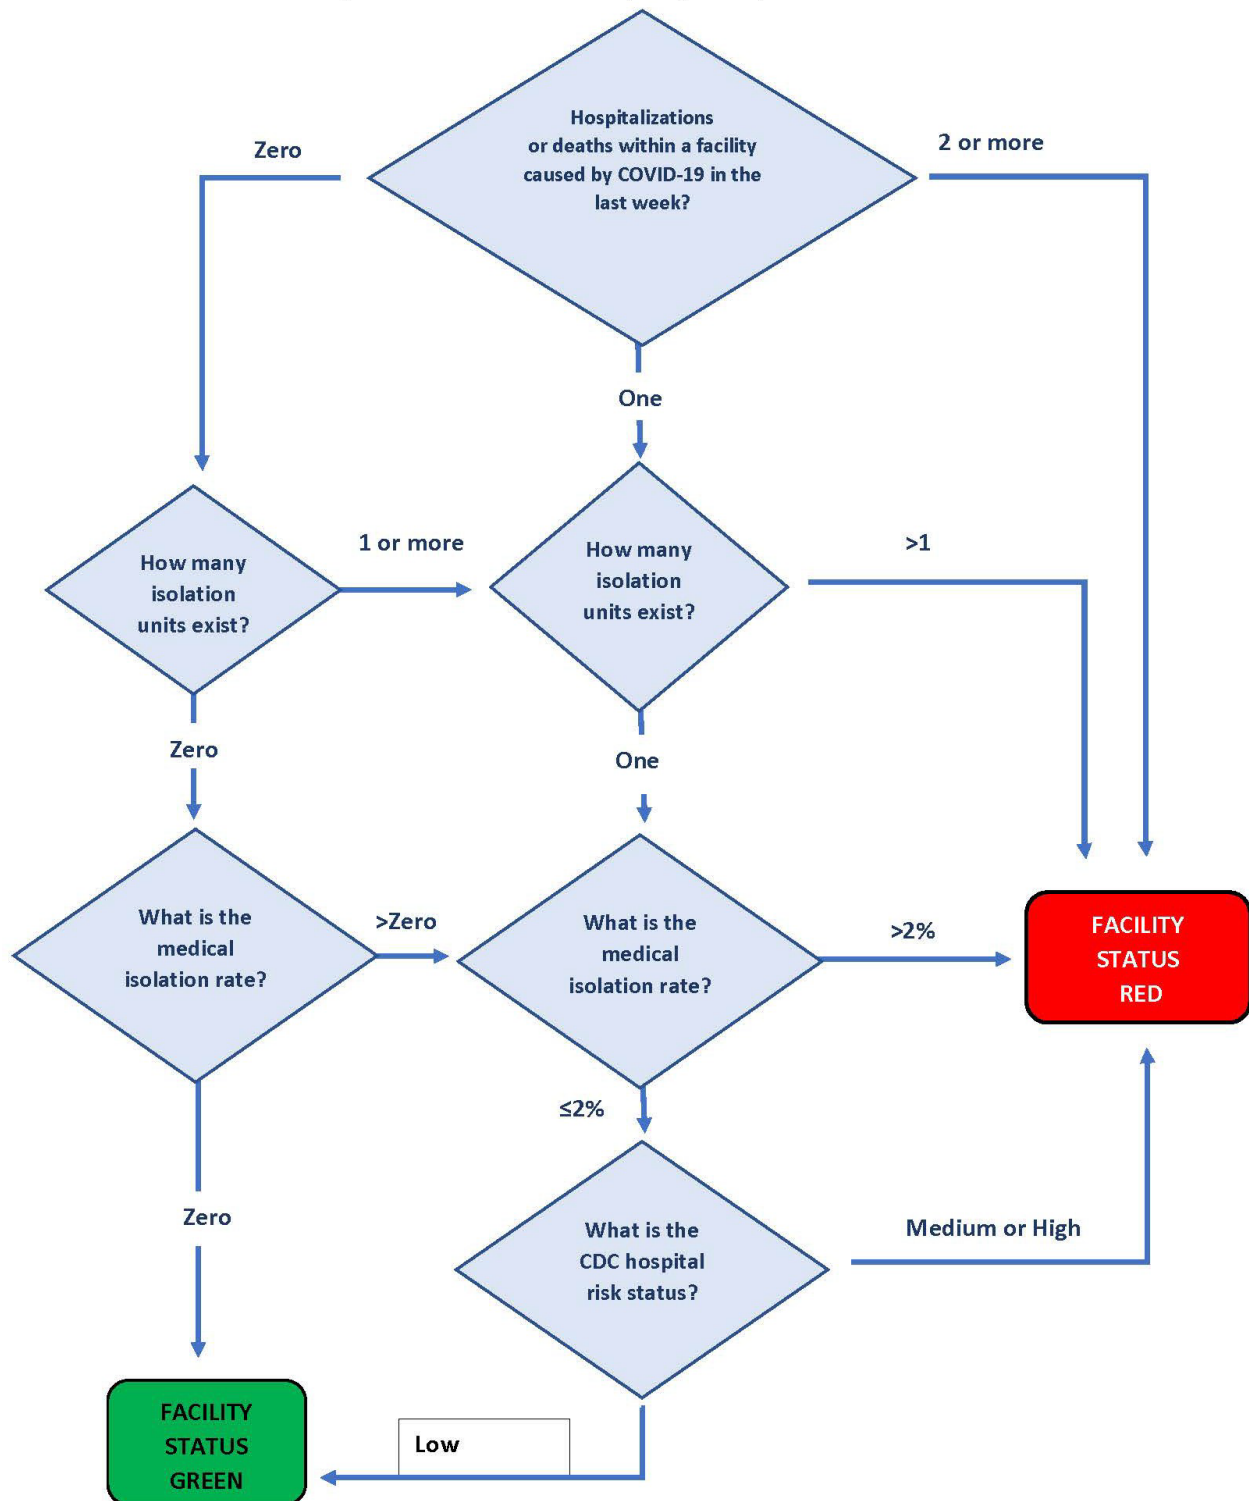 Hospitalizations
or deaths within a facility
caused by COVID-19 in the
last week?
Zero
2 or more
One
How many
isolation
units exist?
1 or more
How many
isolation
units exist?
>1
Zero
One
What is the
medical
isolation rate?
>Zero
What is the
medical
isolation rate?
>2%
FACILITY
STATUS
RED
≤2%
Zero
What is the
CDC hospital
risk status?
Medium or High
FACILITY
STATUS
GREEN
Low